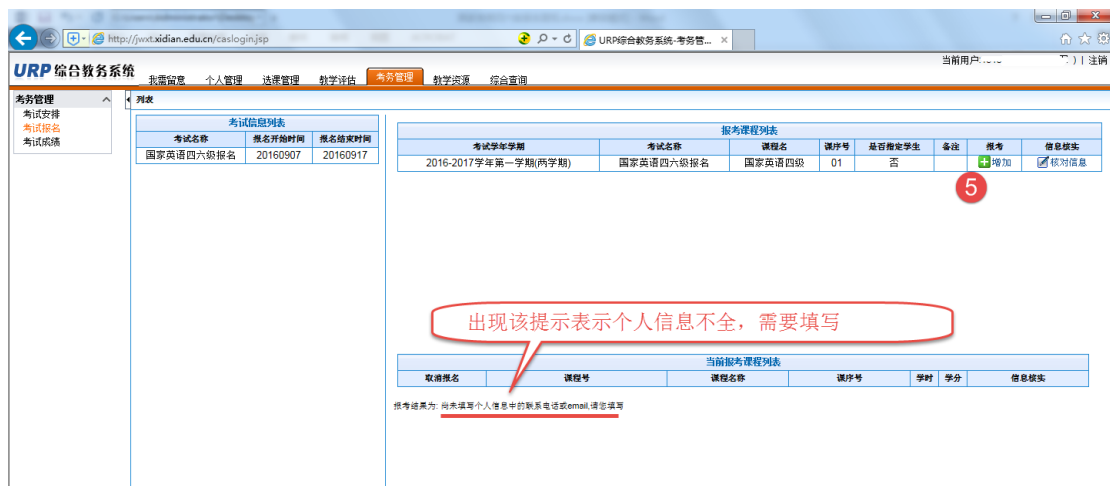 http://jwxt.xidian.edu.cn/caslogin.jsp
URP综合教务系统-考务管...
URP 综合教务系统
我需留意 个人管理 选课管理 教学评估 考务管理 教学资源 综合查询
当前用户: ) | 注销
考务管理
考试安排
考试报名
考试成绩
列表
考试信息列表
考试名称 报名开始时间 报名结束时间
国家英语四六级报名 20160907 20160917
报考课程列表
考试学年学期 考试名称 课程名 课序号 是否指定学生 备注 报考 信息核实
2016-2017学年第一学期(两学期) 国家英语四六级报名 国家英语四级 01 否 增加 核对信息
5
出现该提示表示个人信息不全，需要填写
当前报考课程列表
取消报名 课程号 课程名称 课序号 学时 学分 信息核实
报考结果为: 尚未填写个人信息中的联系电话或email,请您填写